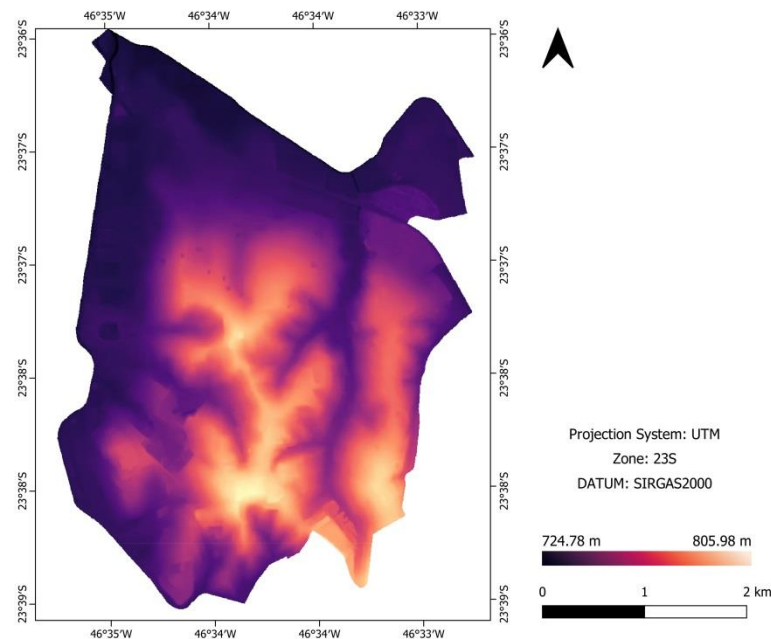 46°35'W 46°34'W 46°34'W 46°33'W
23°36'S 23°36'S
23°37'S 23°37'S
23°37'S 23°37'S
23°38'S 23°38'S
23°38'S 23°38'S
23°39'S 23°39'S
Projection System: UTM
Zone: 23S
DATUM: SIRGAS2000
724.78 m 805.98 m
0 1 2 km
46°35'W 46°34'W 46°34'W 46°33'W